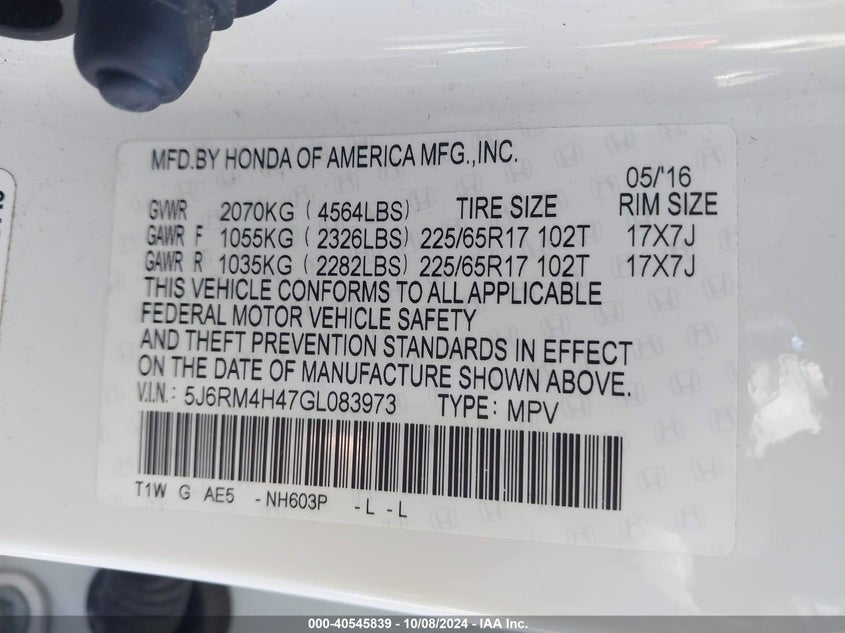 MFD.BY HONDA OF AMERICA MFG.,INC.
05/'16
GVWR 2070KG (4564LBS) TIRE SIZE RIM SIZE
GAWR F 1055KG (2326LBS) 225/65R17 102T 17X7J
GAWR R 1035KG (2282LBS) 225/65R17 102T 17X7J
THIS VEHICLE CONFORMS TO ALL APPLICABLE
FEDERAL MOTOR VEHICLE SAFETY
AND THEFT PREVENTION STANDARDS IN EFFECT
ON THE DATE OF MANUFACTURE SHOWN ABOVE.
V.I.N.: 5J6RM4H47GL083973 TYPE: MPV
T1W G AE5 -NH603P -L -L
000-40545839 - 10/08/2024 - IAA Inc.